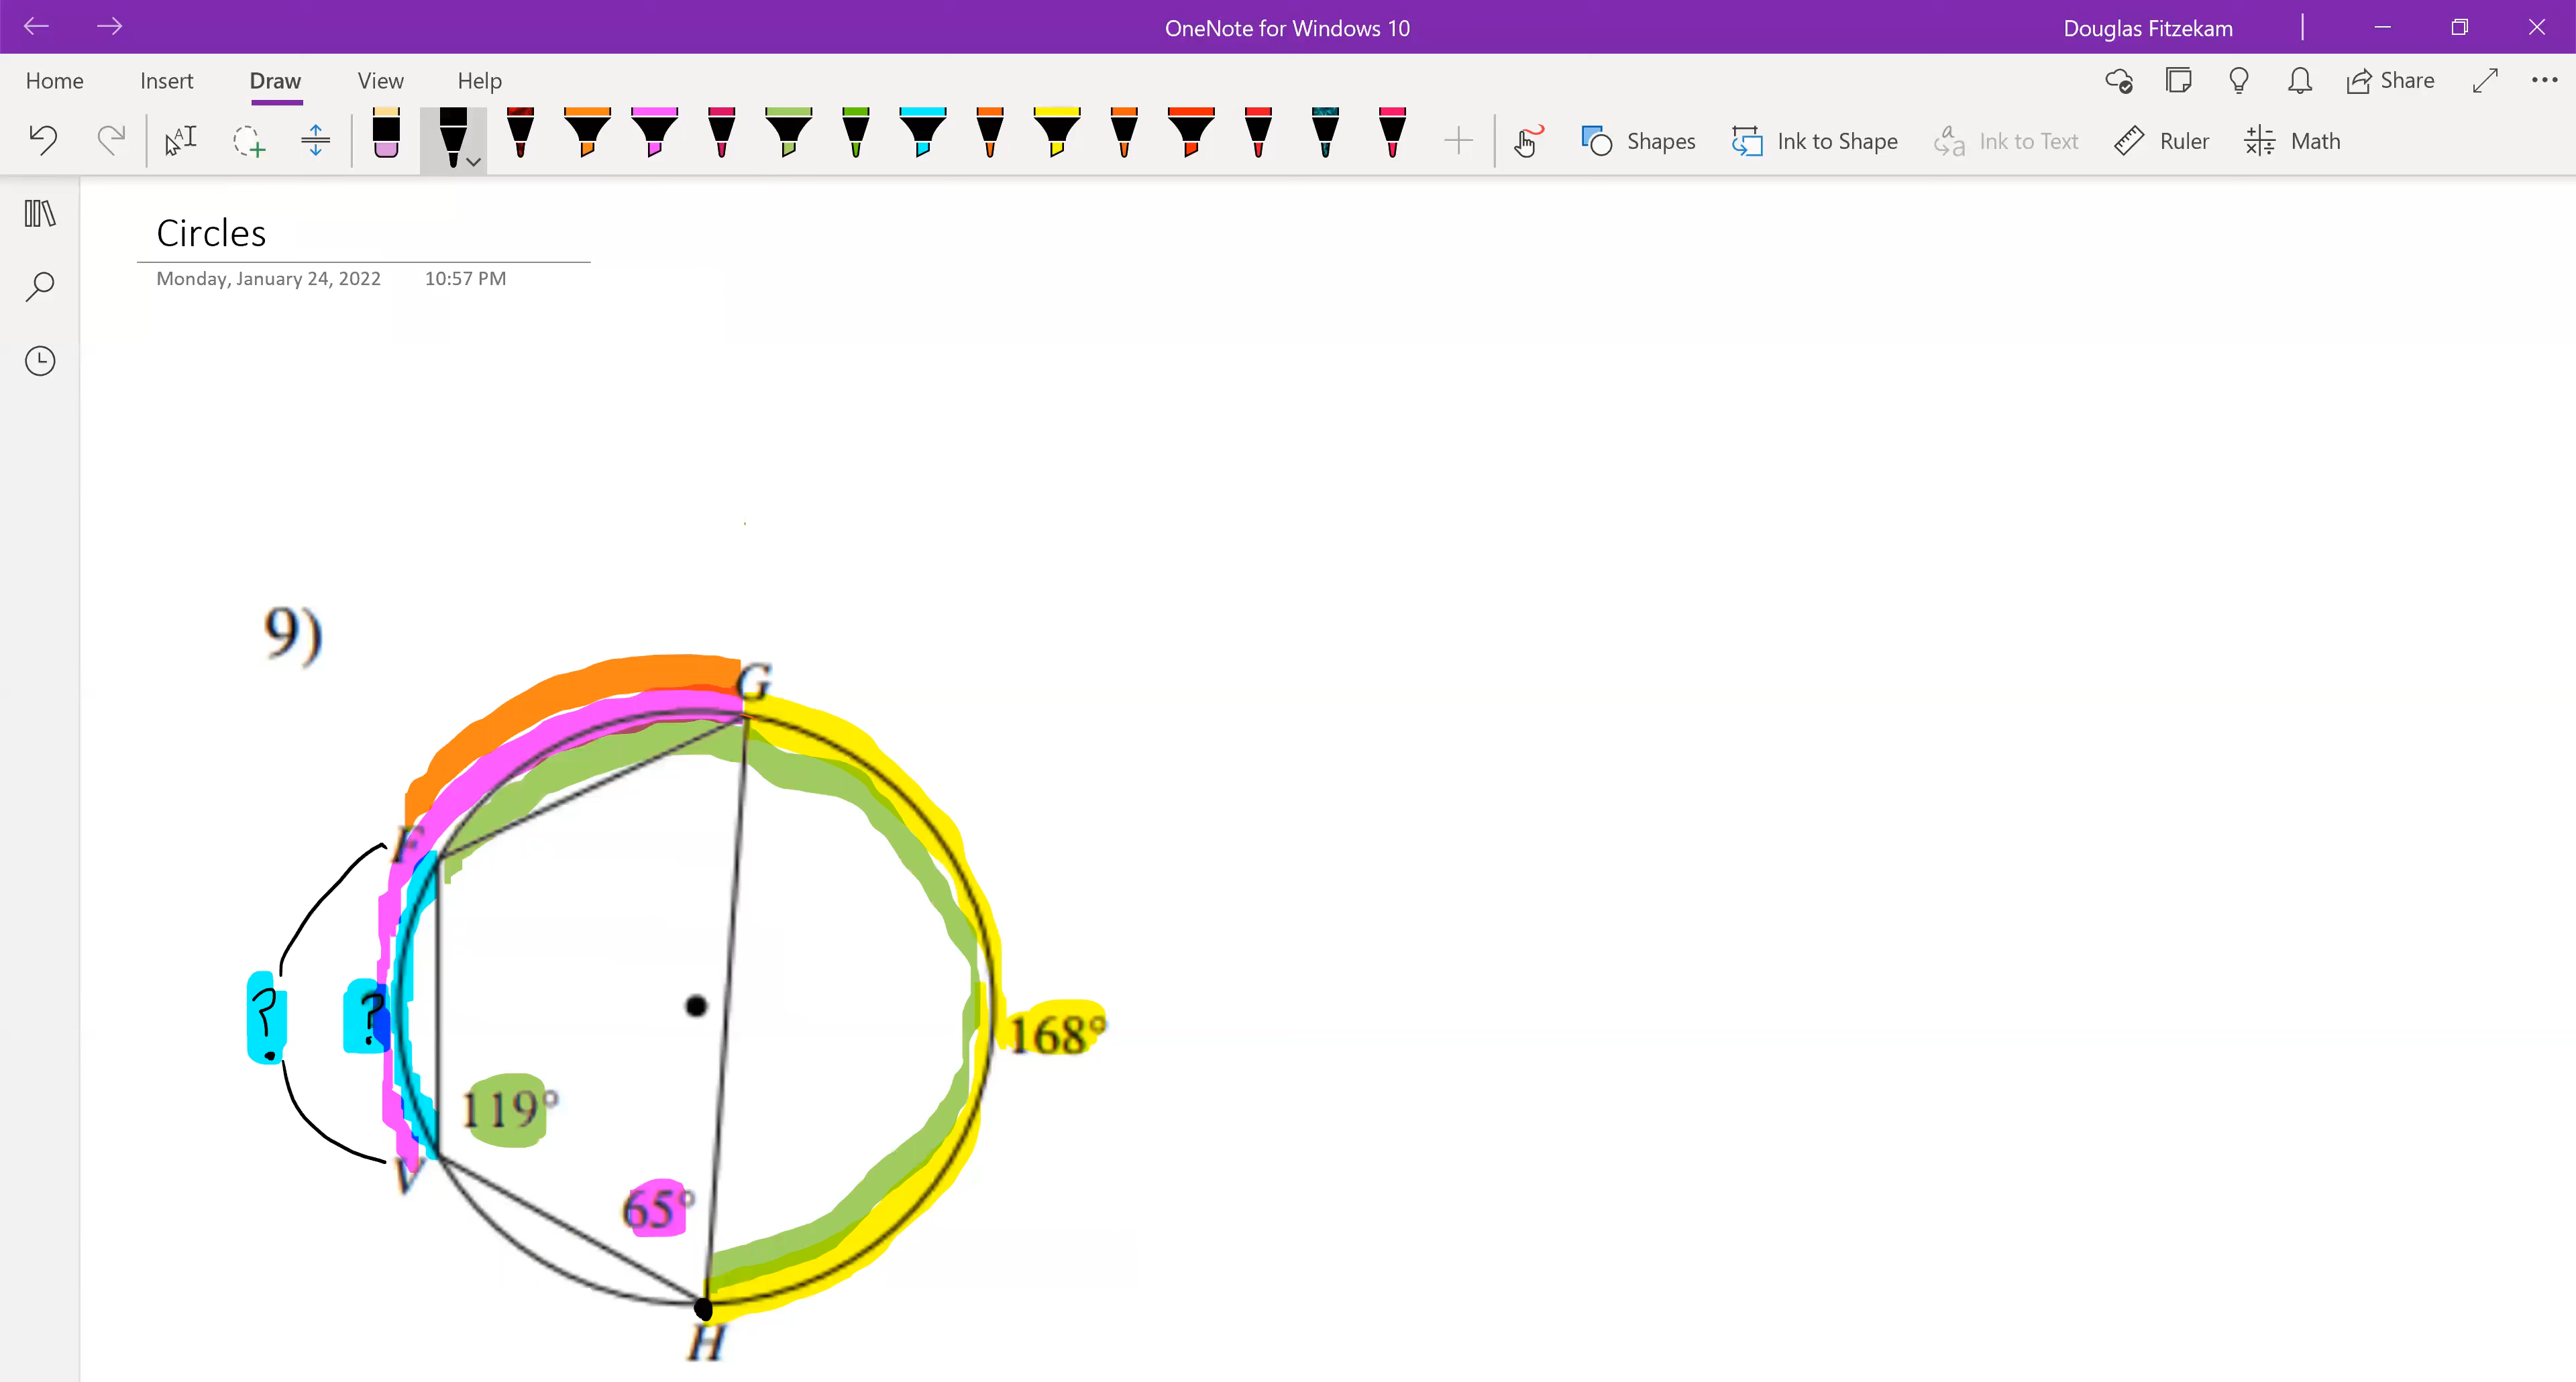 OneNote for Windows 10
Douglas Fitzekam
Home Insert Draw View Help
Share
Shapes Ink to Shape Ink to Text Ruler Math
Circles
Monday, January 24, 2022 10:57 PM
9)
G
F
? ?
168°
119°
V
65°
H